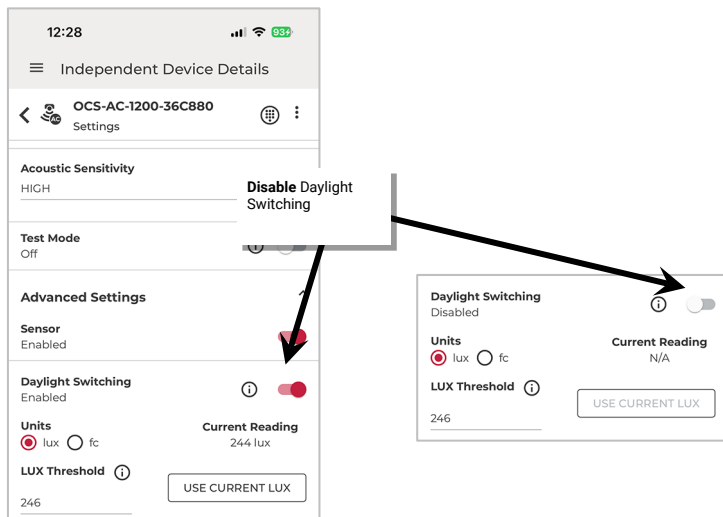 12:28
93
Independent Device Details
OCS-AC-1200-36C880
AC
Settings
Acoustic Sensitivity
HIGH
Disable Daylight
Switching
Test Mode
Off
Advanced Settings
Sensor
Enabled
Daylight Switching
Enabled
Units
lux fc
Current Reading
244 lux
LUX Threshold
246
USE CURRENT LUX
Daylight Switching
Disabled
Units
lux fc
Current Reading
N/A
LUX Threshold
246
USE CURRENT LUX